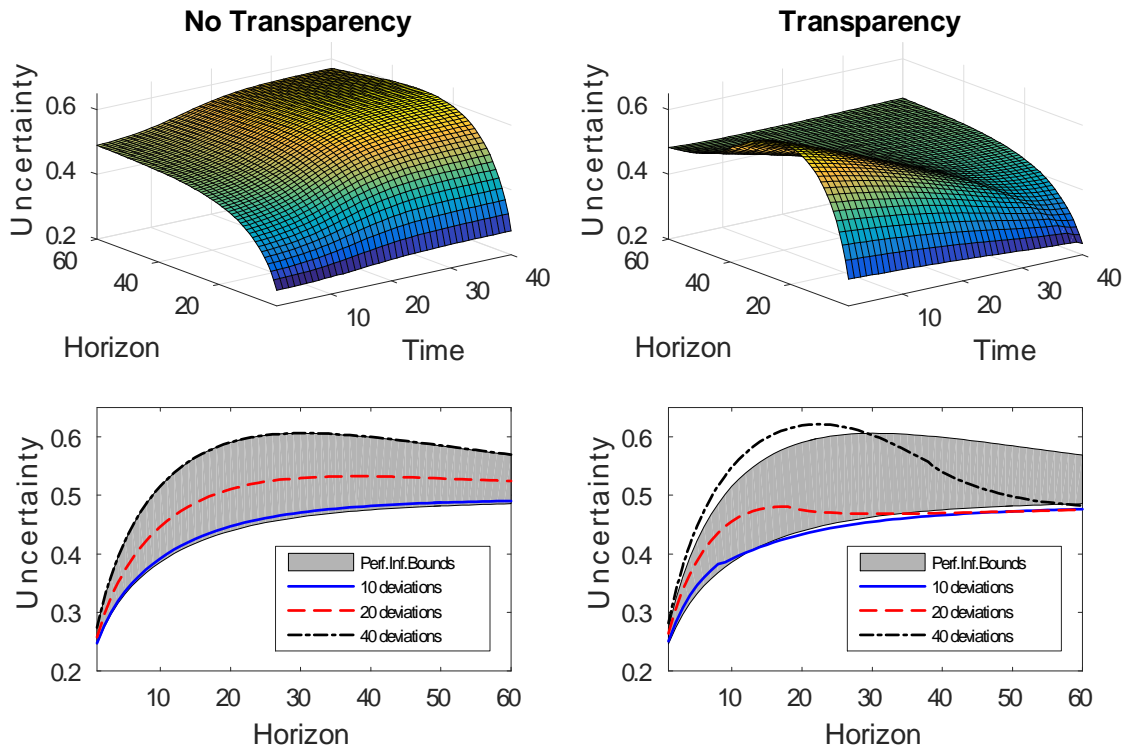 No Transparency
Transparency
Uncertainty
0.6
0.4
0.2
60
40
20
Horizon
10
20
30
40
Time
Uncertainty
0.6
0.4
0.2
60
40
20
Horizon
10
20
30
40
Time
Uncertainty
0.6
0.5
0.4
0.3
0.2
Perf.Inf.Bounds
10 deviations
20 deviations
40 deviations
10 20 30 40 50 60
Horizon
Uncertainty
0.6
0.5
0.4
0.3
0.2
Perf.Inf.Bounds
10 deviations
20 deviations
40 deviations
10 20 30 40 50 60
Horizon